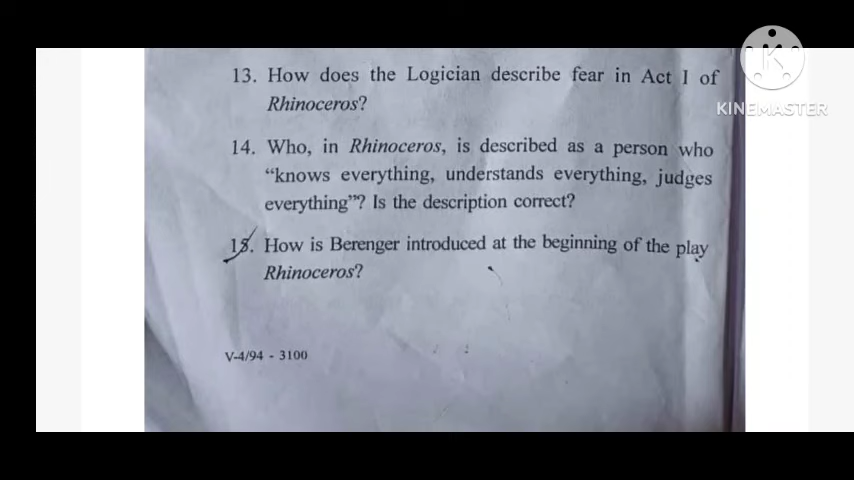 KINEMASTER
13. How does the Logician describe fear in Act I of
Rhinoceros?
14. Who, in Rhinoceros, is described as a person who
“knows everything, understands everything, judges
everything”? Is the description correct?
15. How is Berenger introduced at the beginning of the play
Rhinoceros?
V-4/94 - 3100